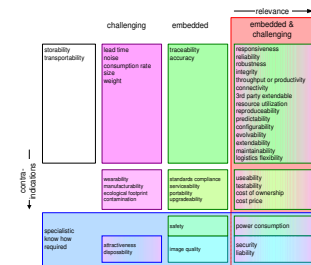 relevance
challenging
embedded
embedded &
challenging
storability
transportability
lead time
noise
consumption rate
size
weight
traceability
accuracy
responsiveness
reliability
robustness
integrity
throughput or productivity
connectivity
3rd party extendable
resource utilization
reproduceability
predictability
configurability
evolvability
extendability
maintainability
logistics flexibility
contra-
indications
wearability
manufacturability
ecological footprint
contamination
standards compliance
serviceability
portability
upgradeability
useability
testability
cost of ownership
cost price
specialistic
know how
required
safety
power consumption
attractiveness
disposability
image quality
security
liability